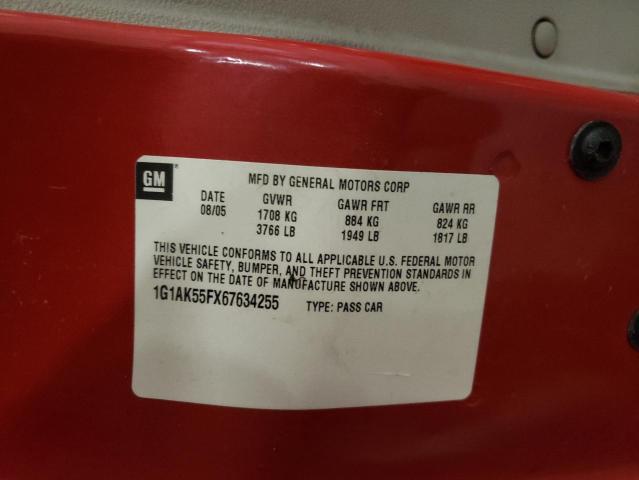 GM
MFD BY GENERAL MOTORS CORP
DATE GVWR GAWR FRT GAWR RR
08/05 1708 KG 884 KG 824 KG
3766 LB 1949 LB 1817 LB
THIS VEHICLE CONFORMS TO ALL APPLICABLE U.S. FEDERAL MOTOR
VEHICLE SAFETY, BUMPER, AND THEFT PREVENTION STANDARDS IN
EFFECT ON THE DATE OF MANUFACTURE SHOWN ABOVE.
1G1AK55FX67634255 TYPE: PASS CAR